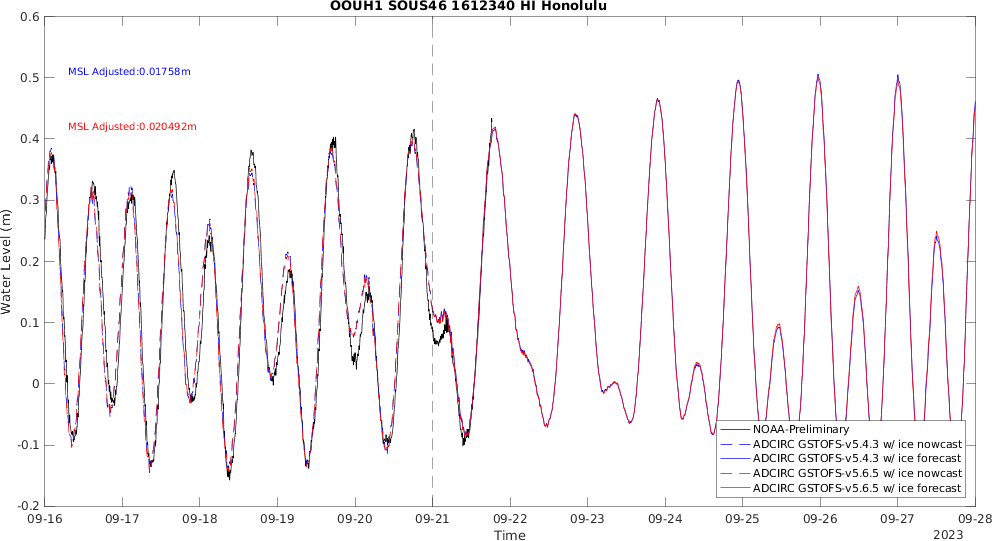 OOUH1 SOUS46 1612340 HI Honolulu
MSL Adjusted:0.01758m
MSL Adjusted:0.020492m
Water Level (m)
0.6
0.5
0.4
0.3
0.2
0.1
0
-0.1
-0.2
NOAA-Preliminary
ADCIRC GSTOFS-v5.4.3 w/ ice nowcast
ADCIRC GSTOFS-v5.4.3 w/ ice forecast
ADCIRC GSTOFS-v5.6.5 w/ ice nowcast
ADCIRC GSTOFS-v5.6.5 w/ ice forecast
09-16 09-17 09-18 09-19 09-20 09-21 09-22 09-23 09-24 09-25 09-26 09-27 09-28
Time
2023